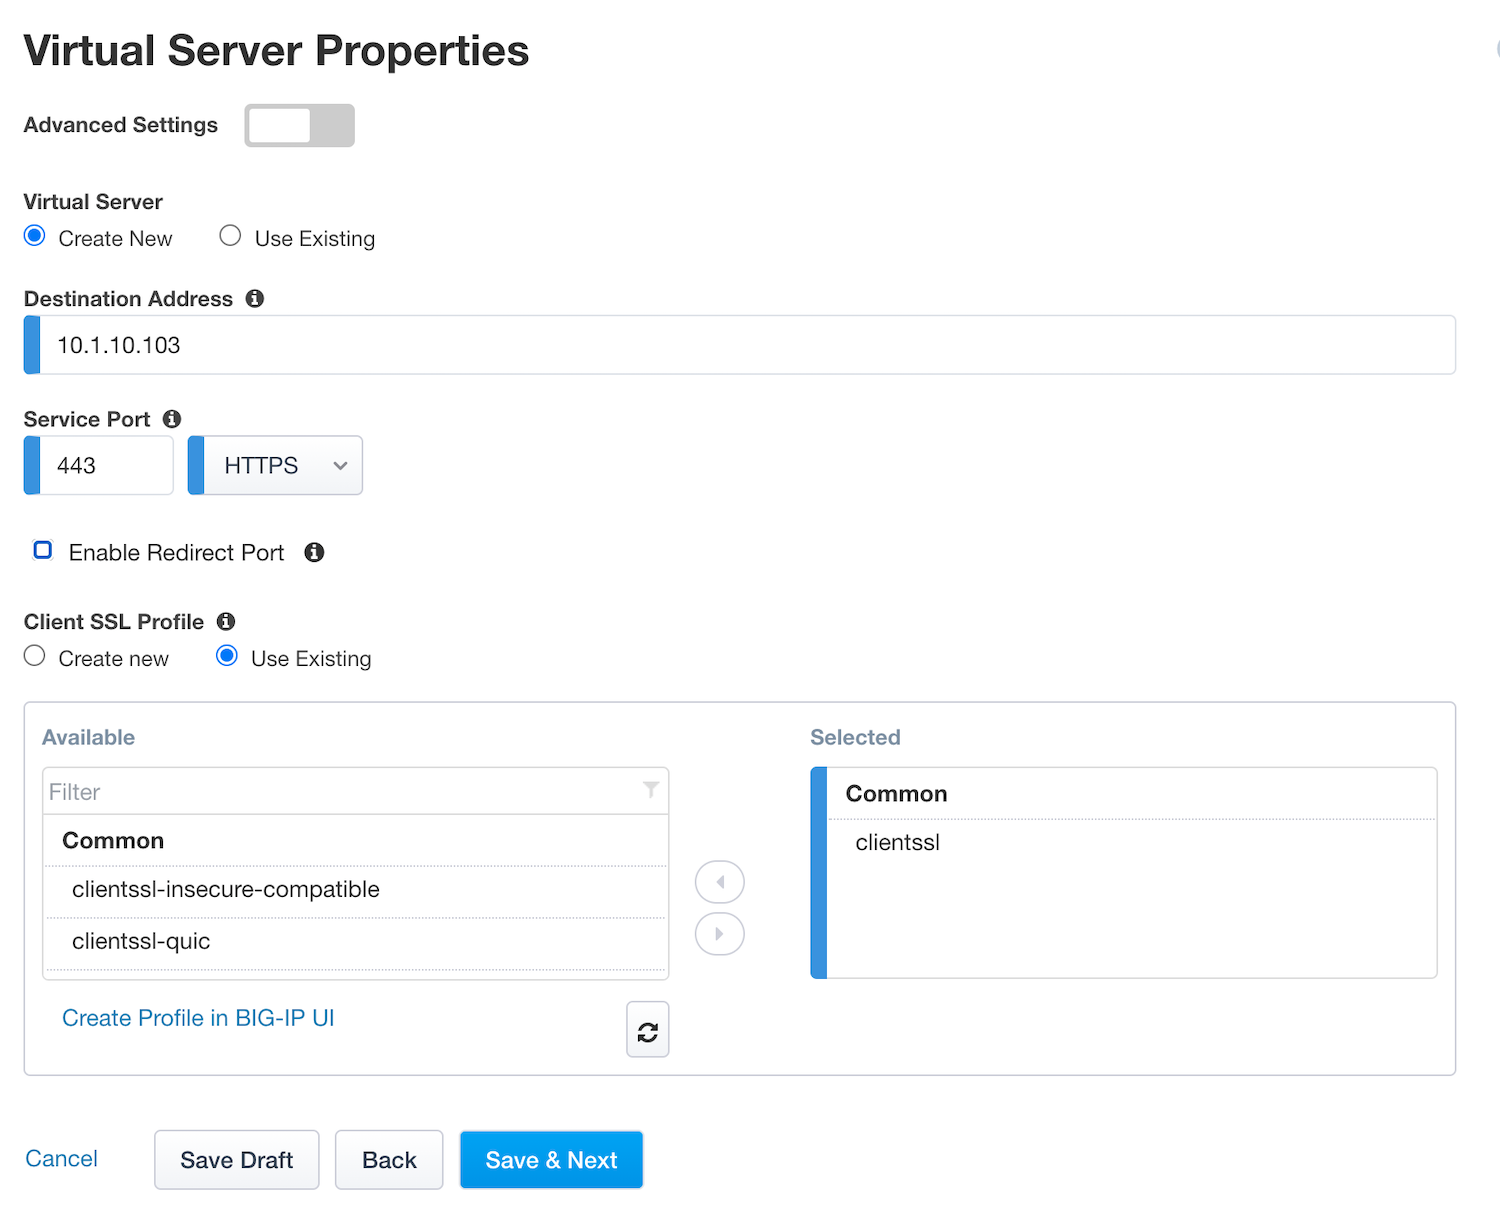 Virtual Server Properties
Advanced Settings
Virtual Server
Create New Use Existing
Destination Address
10.1.10.103
Service Port
443 HTTPS
Enable Redirect Port
Client SSL Profile
Create new Use Existing
Available Selected
Filter
Common
clientssl-insecure-compatible
clientssl-quic
Common
clientssl
Create Profile in BIG-IP UI
Cancel Save Draft Back Save & Next